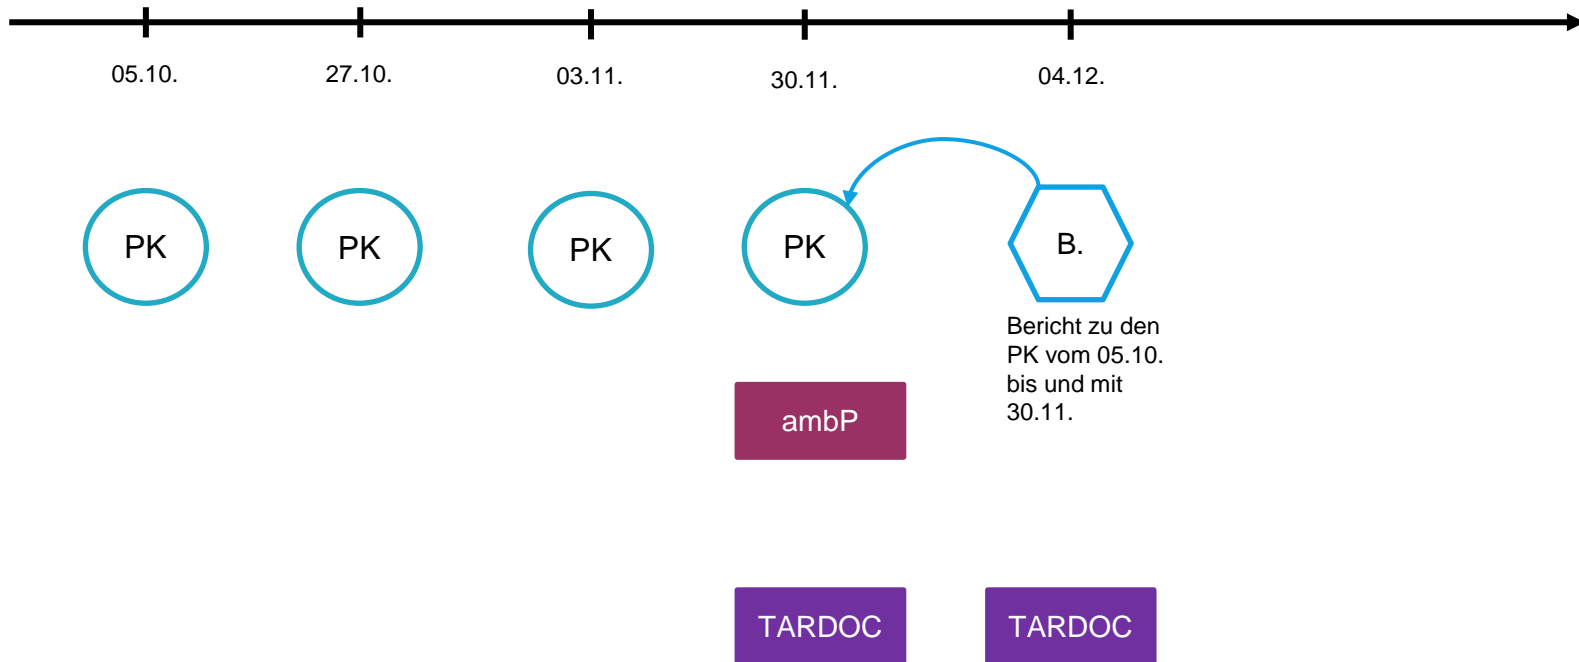 05.10.
27.10.
03.11.
30.11.
04.12.
PK
PK
PK
PK
B.
Bericht zu den
PK vom 05.10.
bis und mit
30.11.
ambP
TARDOC
TARDOC